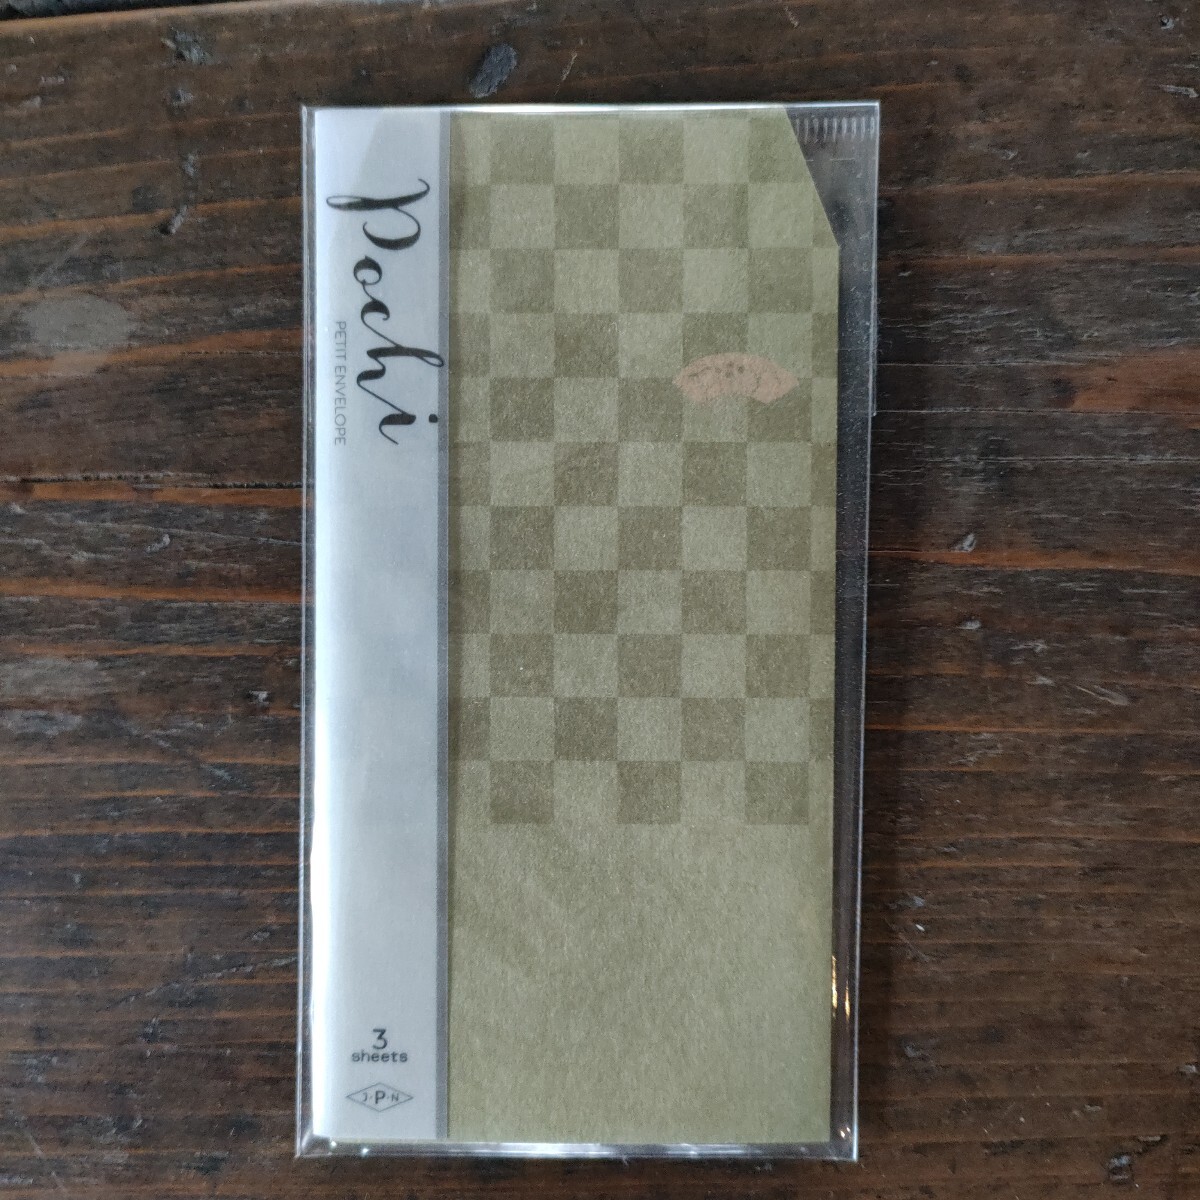 Pochi
PETIT ENVELOPE
3
sheets
J·P·N